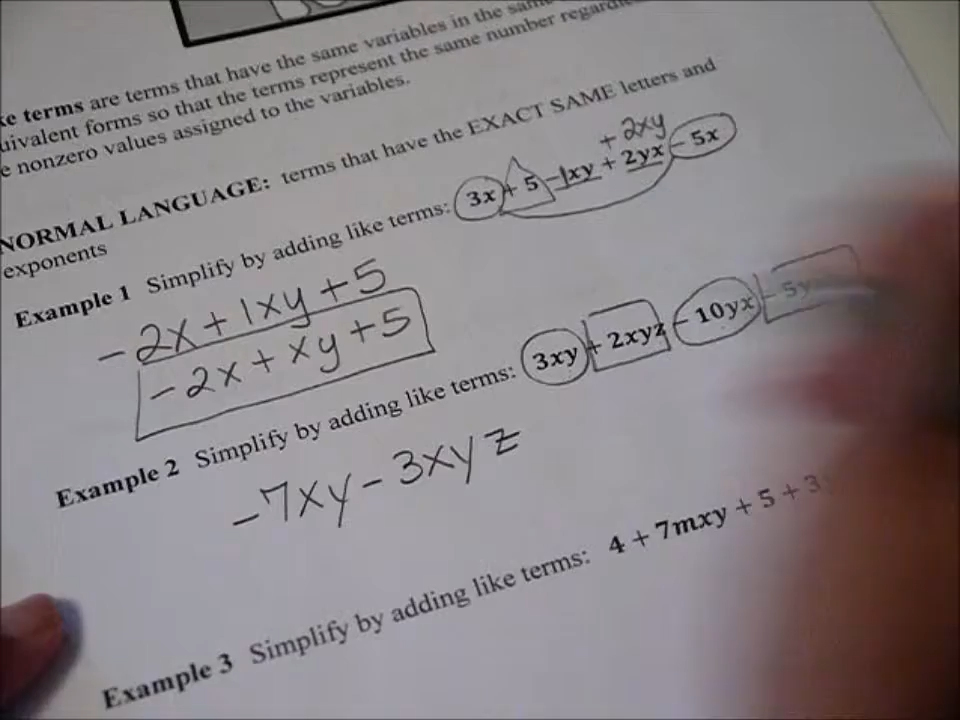 ke terms are terms that have the same variables in the same
uivalent forms so that the terms represent the same number regardle
e nonzero values assigned to the variables.
NORMAL LANGUAGE: terms that have the EXACT SAME letters and
exponents
+ 2xy
Example 1 Simplify by adding like terms: 3x + 5 - 1xy + 2yx - 5x
-2x + 1xy + 5
-2x + xy + 5
Example 2 Simplify by adding like terms: 3xy + 2xyz - 10yx - 5y
-7xy - 3xyz
Example 3 Simplify by adding like terms: 4 + 7mxy + 5 + 3